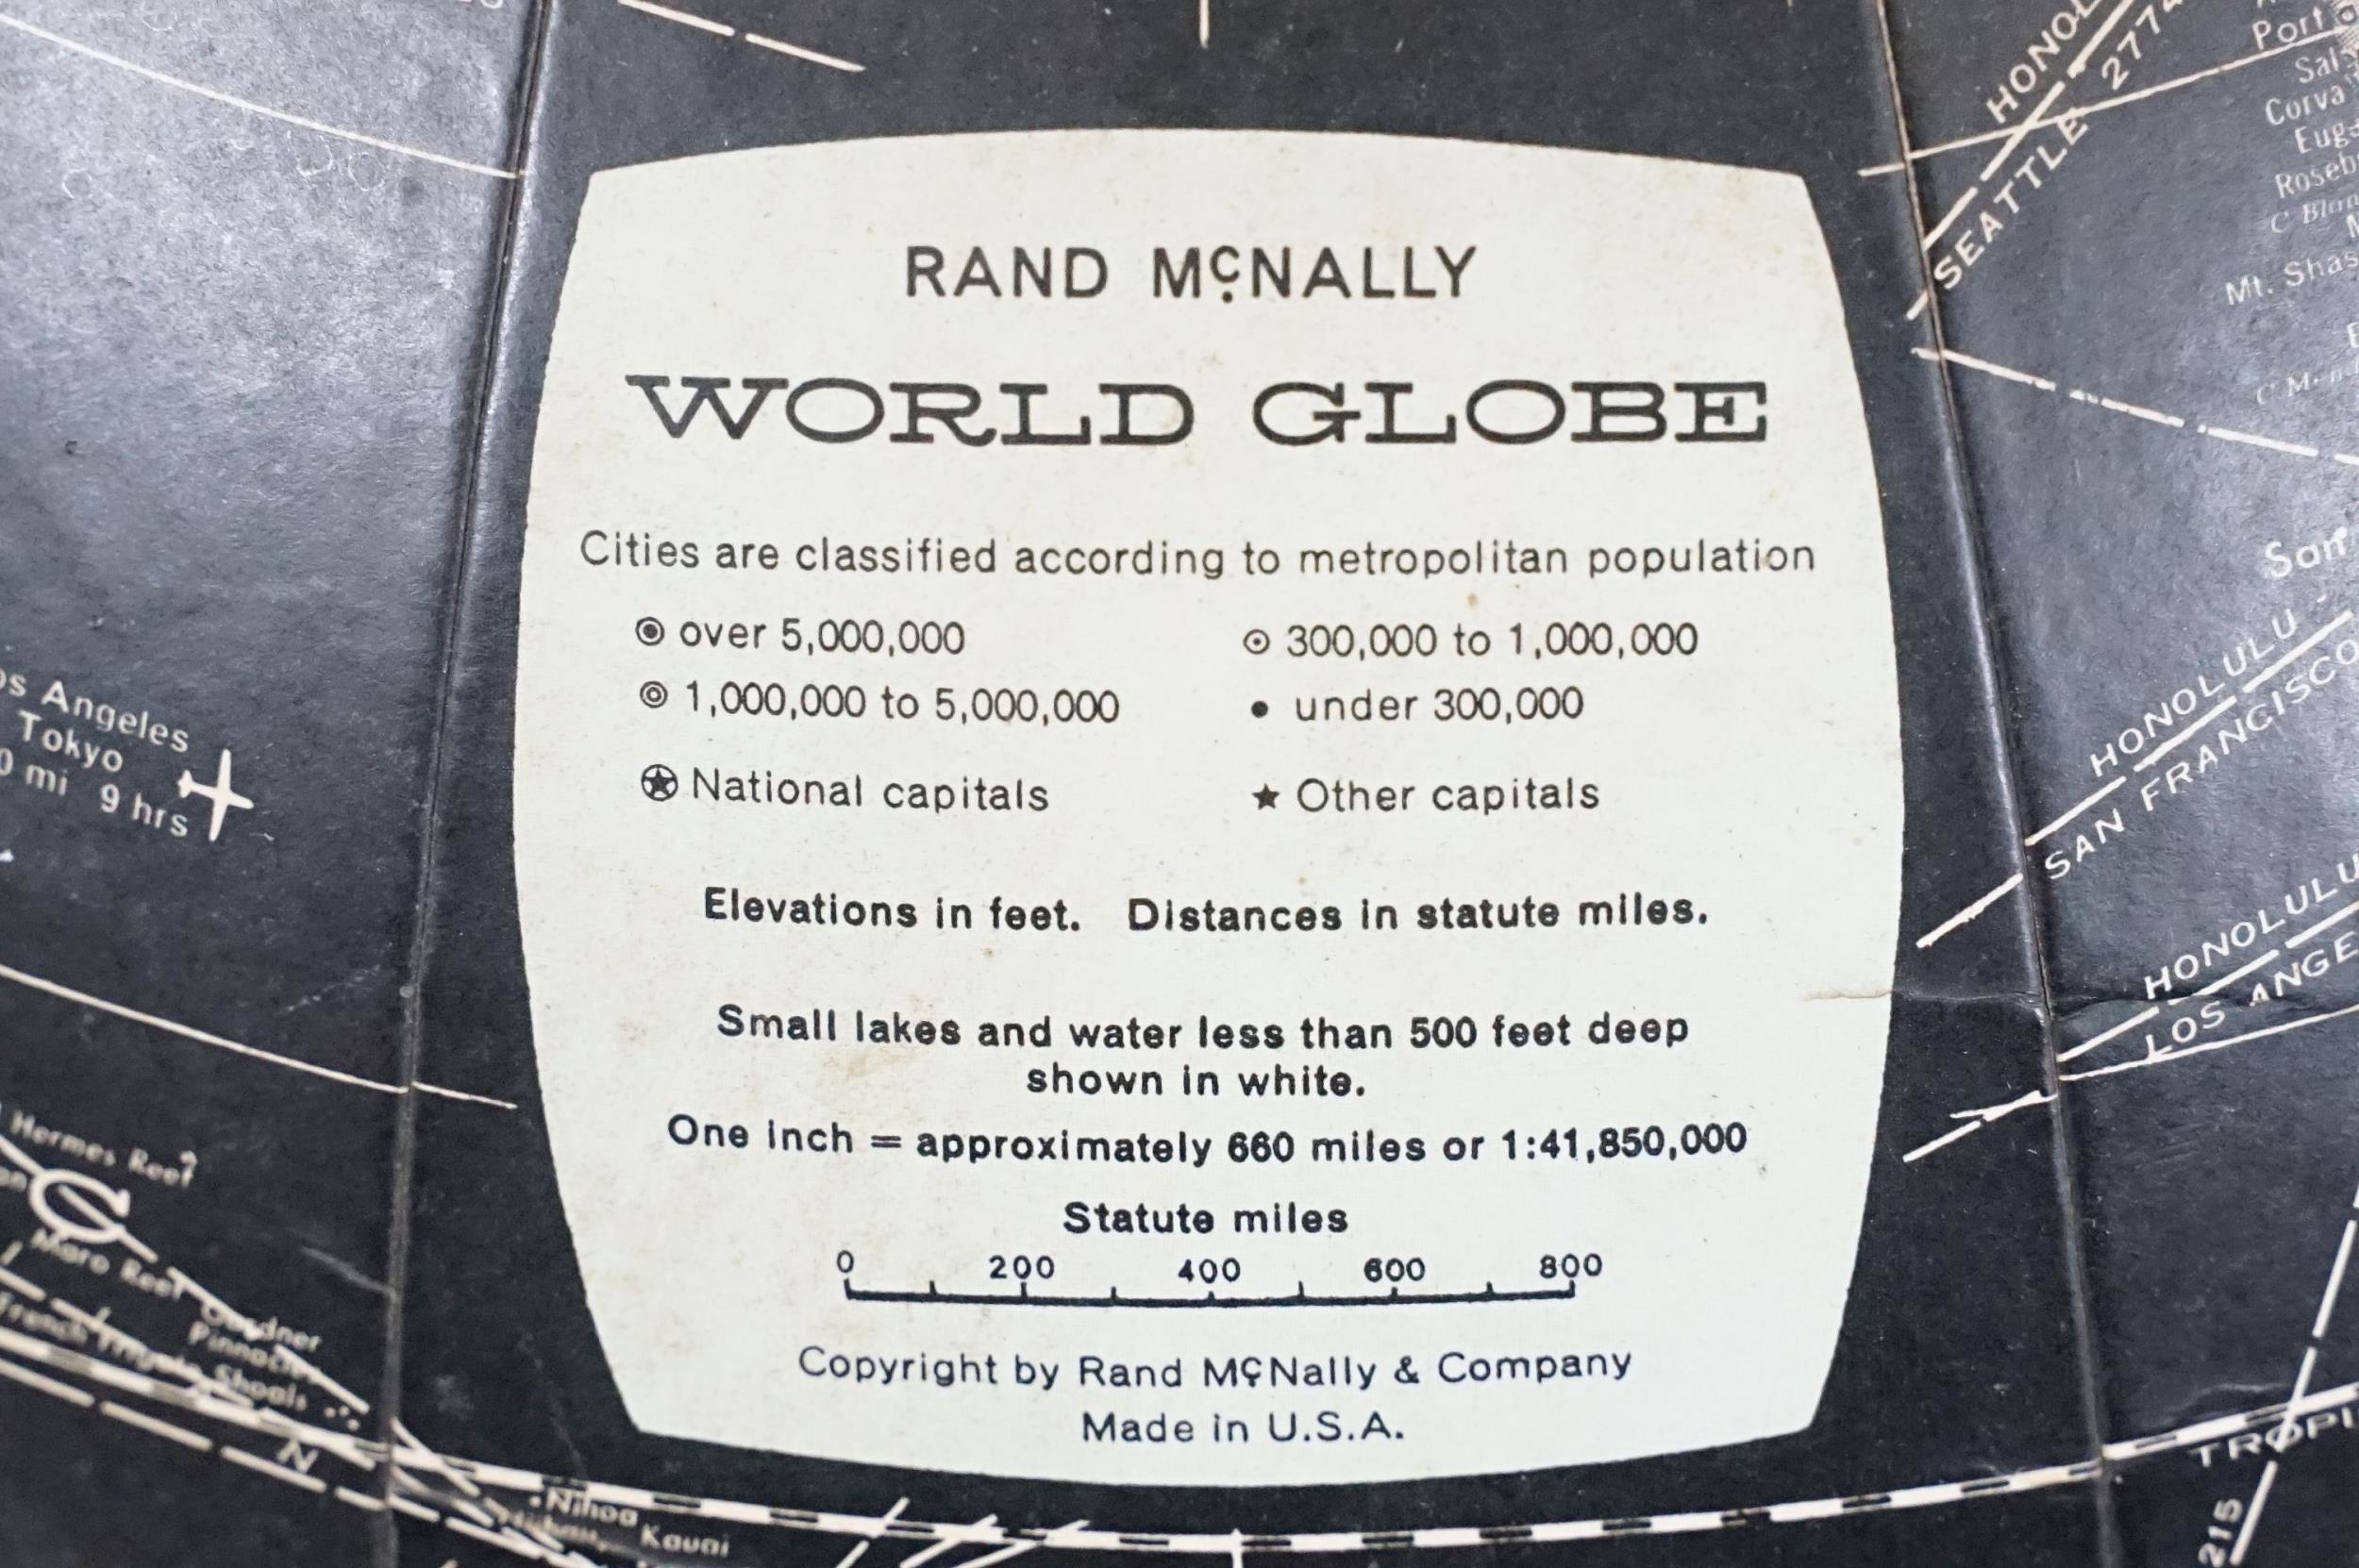 RAND McNALLY
WORLD GLOBE
Cities are classified according to metropolitan population
over 5,000,000
300,000 to 1,000,000
1,000,000 to 5,000,000
under 300,000
National capitals
Other capitals
Elevations in feet. Distances in statute miles.
Small lakes and water less than 500 feet deep
shown in white.
One inch = approximately 660 miles or 1:41,850,000
Statute miles
0 200 400 600 800
Copyright by Rand McNally & Company
Made in U.S.A.
Angeles
Tokyo
mi 9 hrs
Hermes Reef
Maro Reef
Gardner
Pinnacles
French Frigate Shoals
N
Nihoa
Kauai
SEATTLE 2774
Port
Mt.
San
HONOLULU -
SAN FRANCISCO
HONOLULU
LOS
215